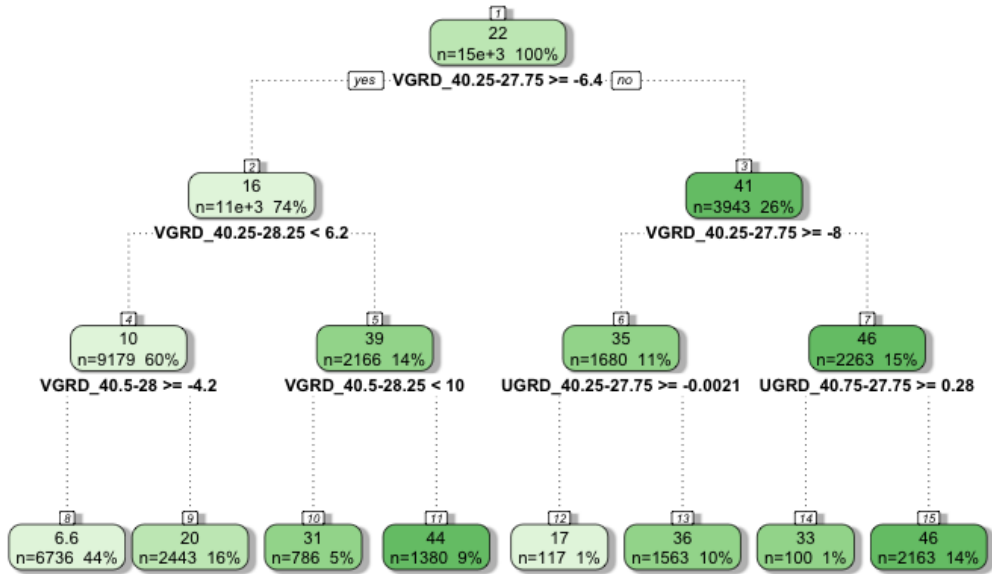 1
22
n=15e+3 100%
yes VGRD_40.25-27.75 >= -6.4 no
2 3
16 41
n=11e+3 74% n=3943 26%
VGRD_40.25-28.25 < 6.2 VGRD_40.25-27.75 >= -8
4 5 6 7
10 39 35 46
n=9179 60% n=2166 14% n=1680 11% n=2263 15%
VGRD_40.5-28 >= -4.2 VGRD_40.5-28.25 < 10 UGRD_40.25-27.75 >= -0.0021 UGRD_40.75-27.75 >= 0.28
8 9 10 11 12 13 14 15
6.6 20 31 44 17 36 33 46
n=6736 44% n=2443 16% n=786 5% n=1380 9% n=117 1% n=1563 10% n=100 1% n=2163 14%